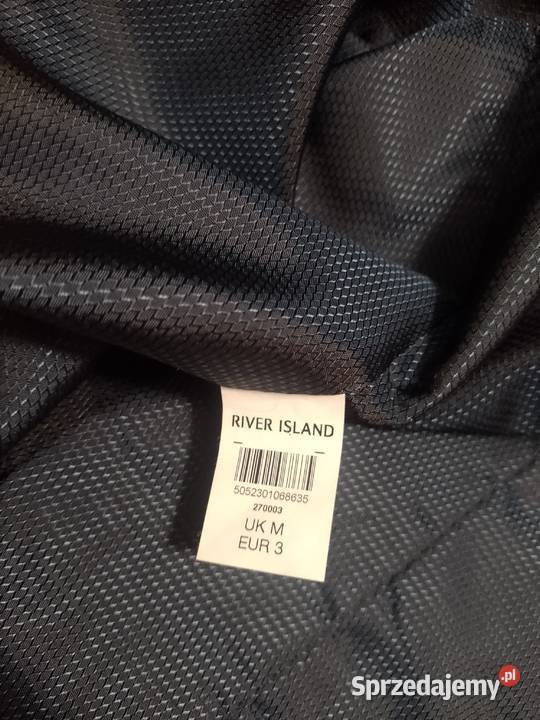 RIVER ISLAND
5052301068635
270003
UK M
EUR 3
Sprzedajemy.pl